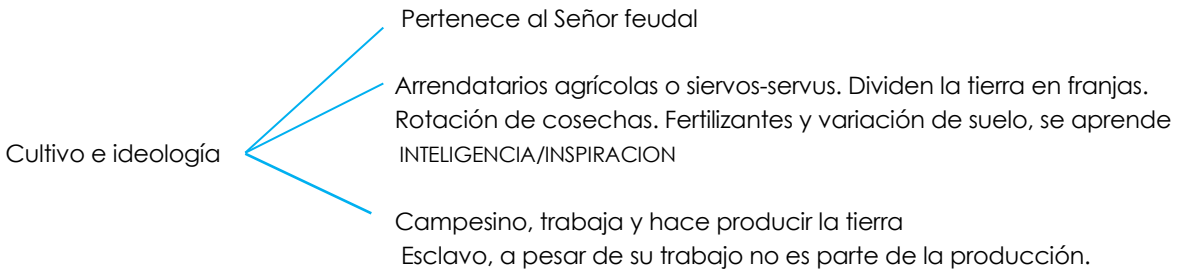 Pertenece al Señor feudal
Arrendatarios agrícolas o siervos-servus. Dividen la tierra en franjas.
Rotación de cosechas. Fertilizantes y variación de suelo, se aprende
Cultivo e ideología
INTELIGENCIA/INSPIRACION
Campesino, trabaja y hace producir la tierra
Esclavo, a pesar de su trabajo no es parte de la producción.